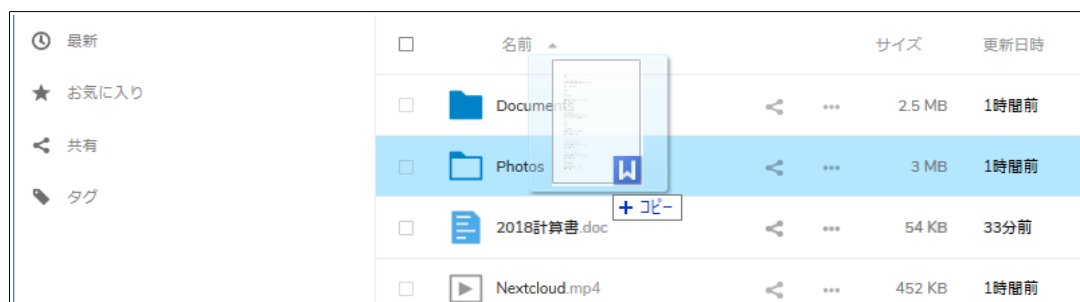 最新
お気に入り
共有
タグ
名前 サイズ 更新日時
Documents 2.5 MB 1時間前
Photos 3 MB 1時間前
W
+ コピー
2018計算書.doc 54 KB 33分前
Nextcloud.mp4 452 KB 1時間前